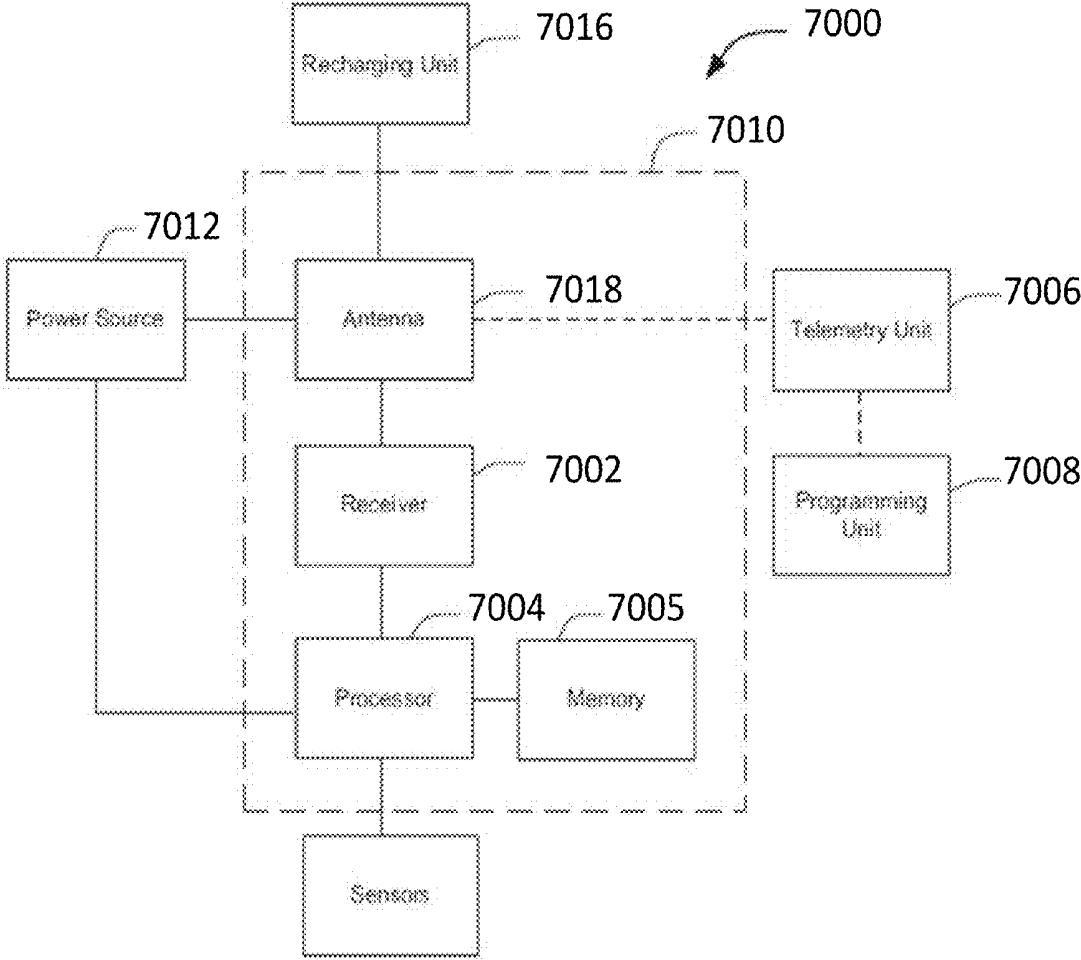 7016
7000
Recharging Unit
7010
7012
7018
7006
Power Source
Antenna
Telemetry Unit
7002
7008
Receiver
Programming
Unit
7004
7005
Processor
Memory
Sensors